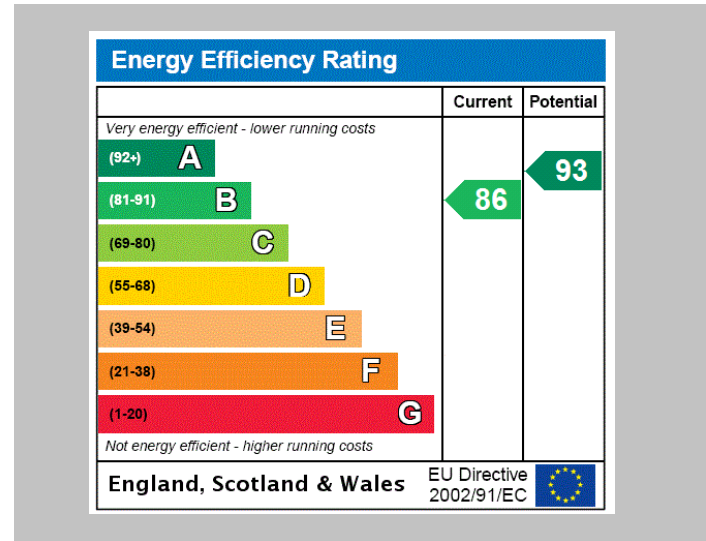 Energy Efficiency Rating
Current Potential
Very energy efficient - lower running costs
(92+) A 93
(81-91) B 86
(69-80) C
(55-68) D
(39-54) E
(21-38) F
(1-20) G
Not energy efficient - higher running costs
England, Scotland & Wales
EU Directive
2002/91/EC